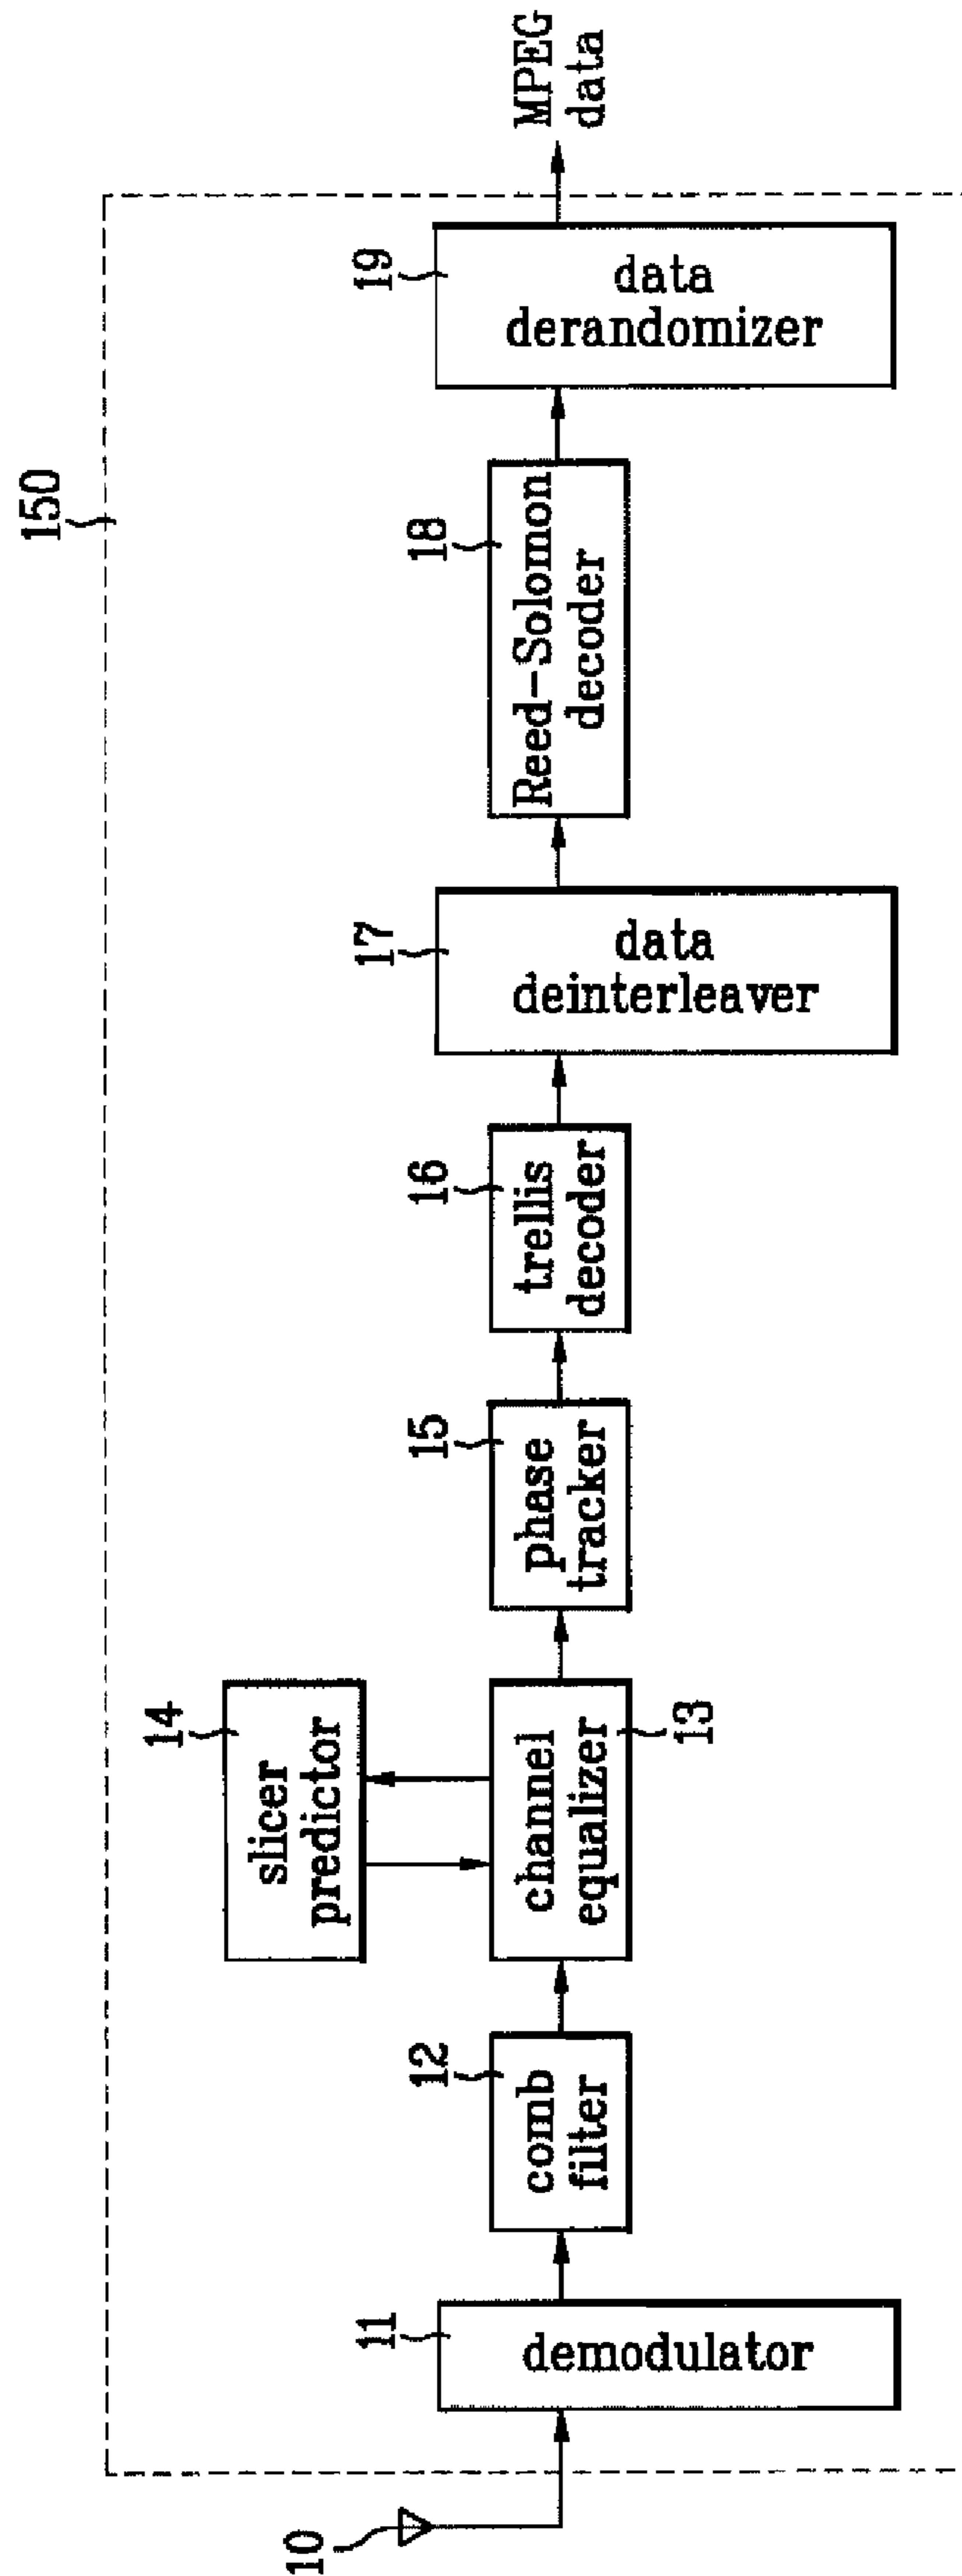 150
10
11
demodulator
12
comb
filter
14
slicer
predictor
channel
equalizer
13
15
phase
tracker
16
trellis
decoder
17
data
deinterleaver
18
Reed-Solomon
decoder
19
data
derandomizer
MPEG
data